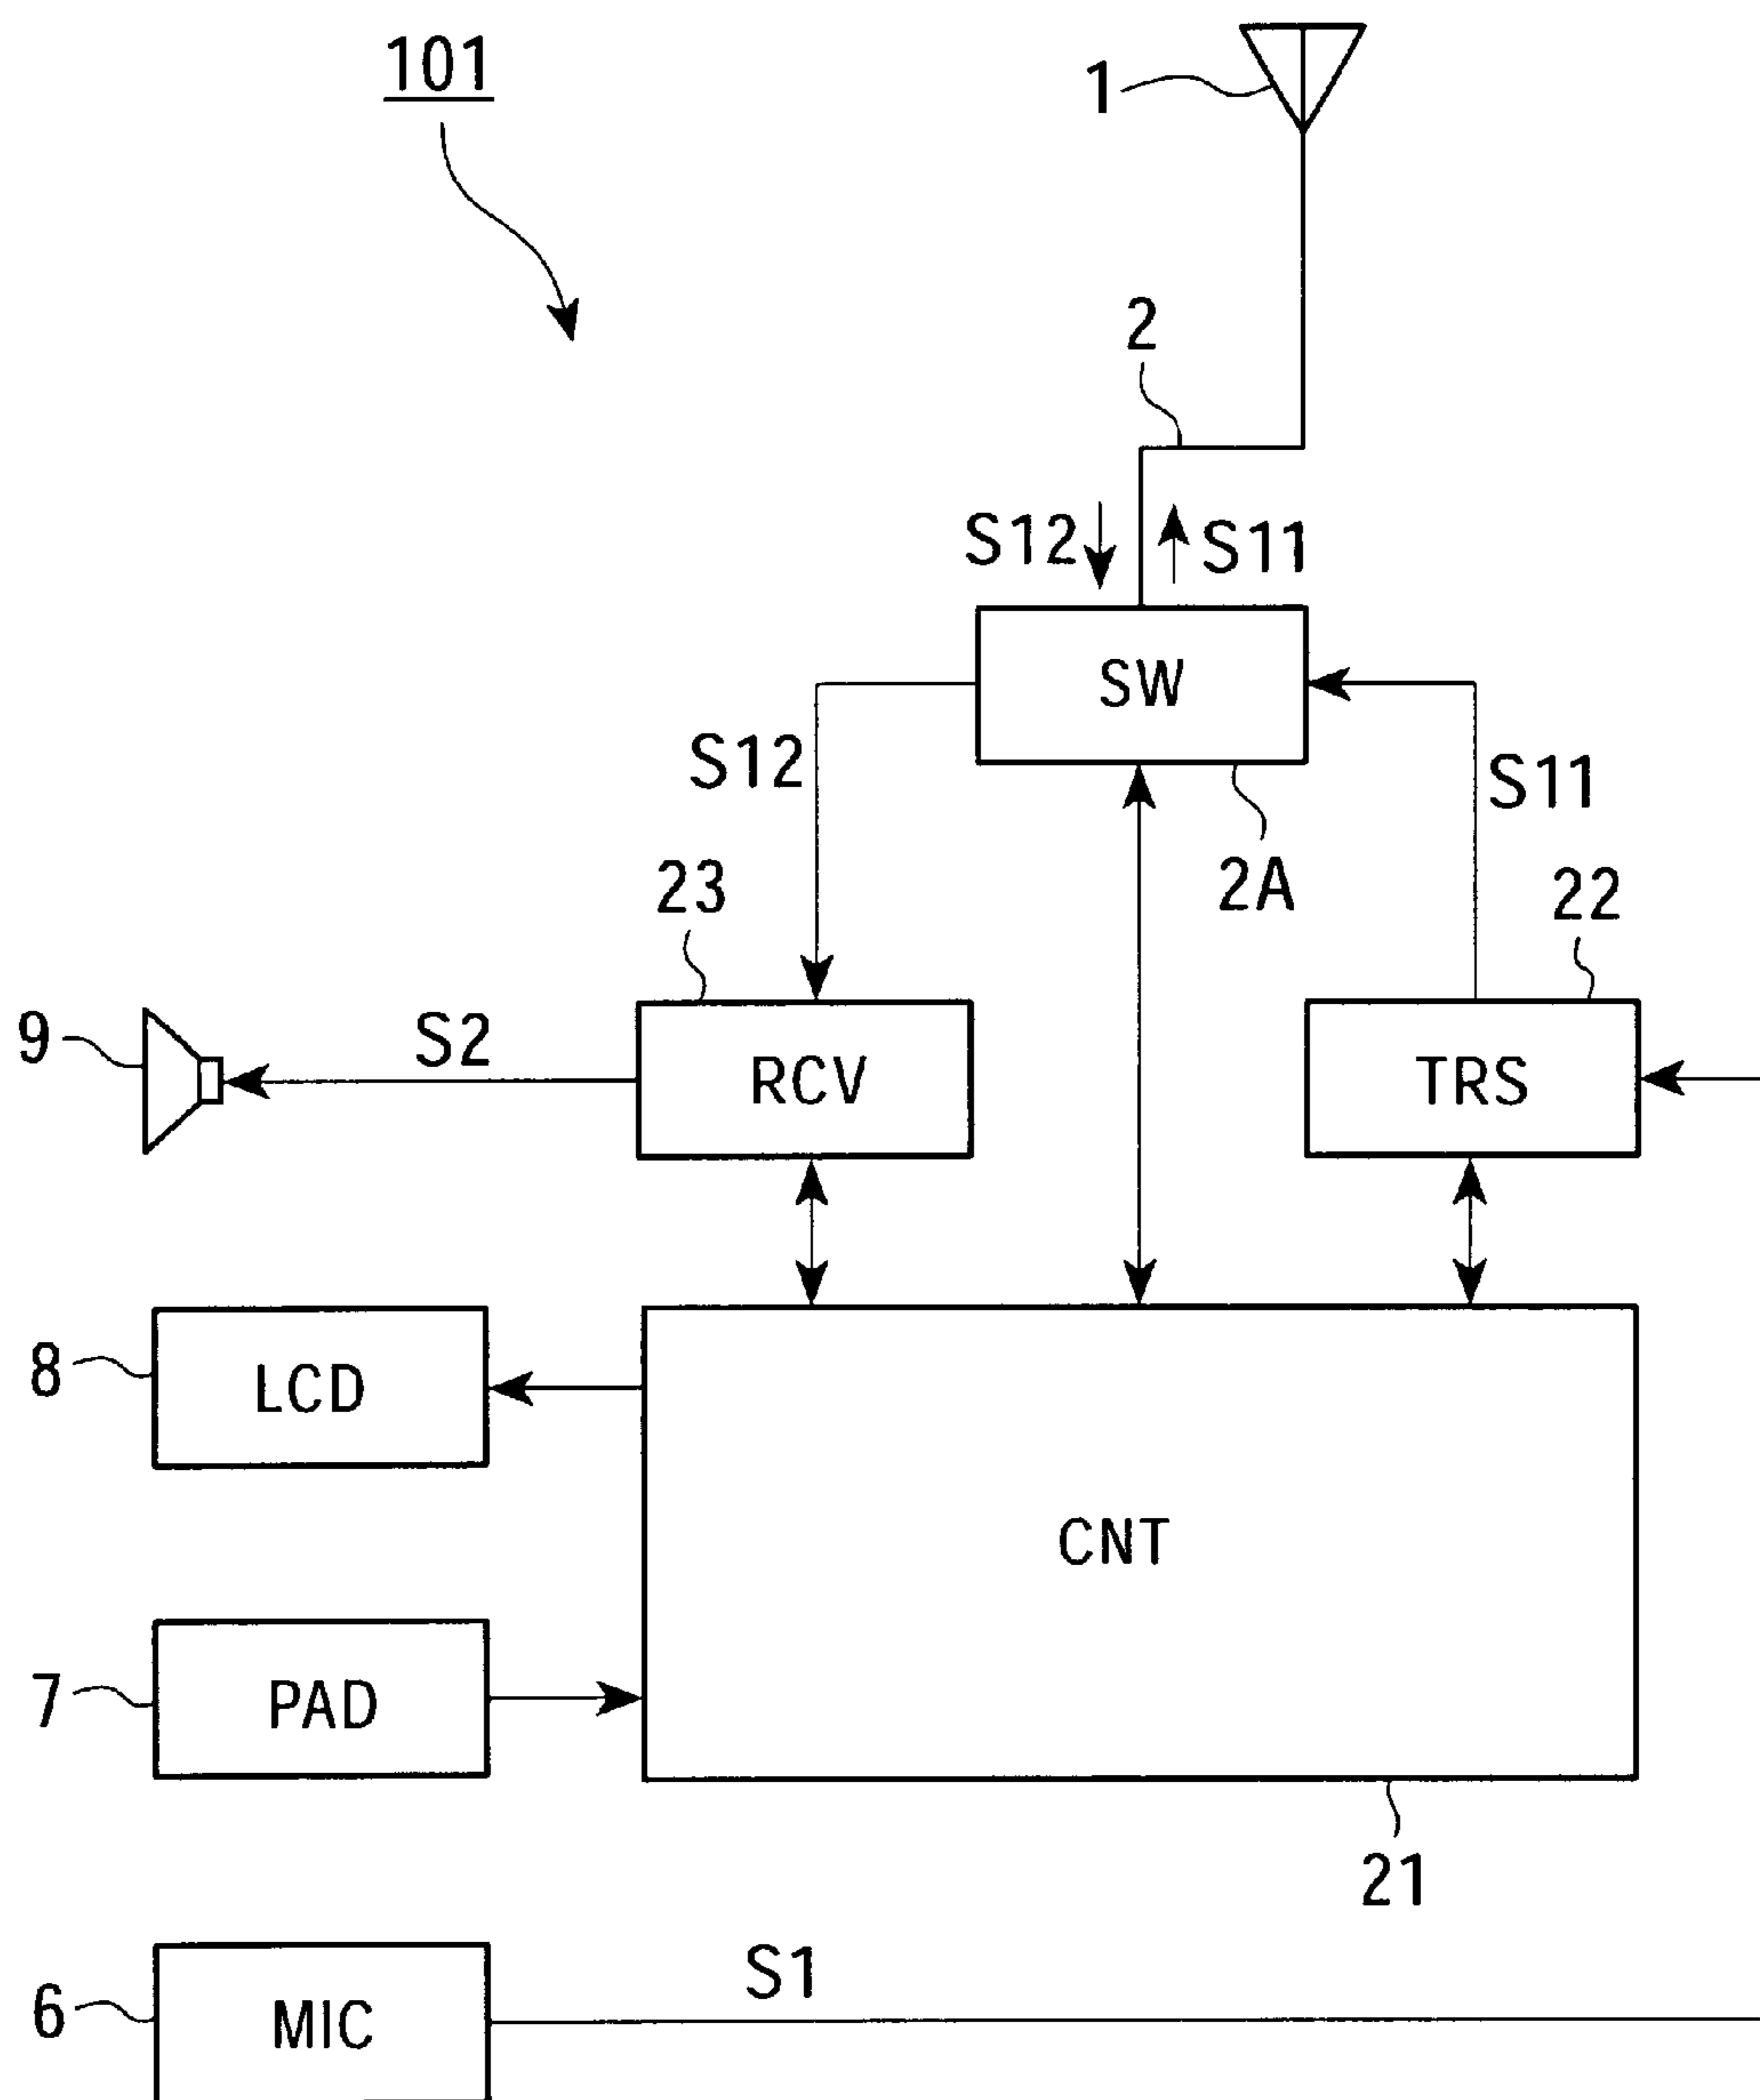 101
1
2
S12
S11
SW
S12
S11
2A
23
22
9
S2
RCV
TRS
8
LCD
CNT
7
PAD
21
S1
6
MIC